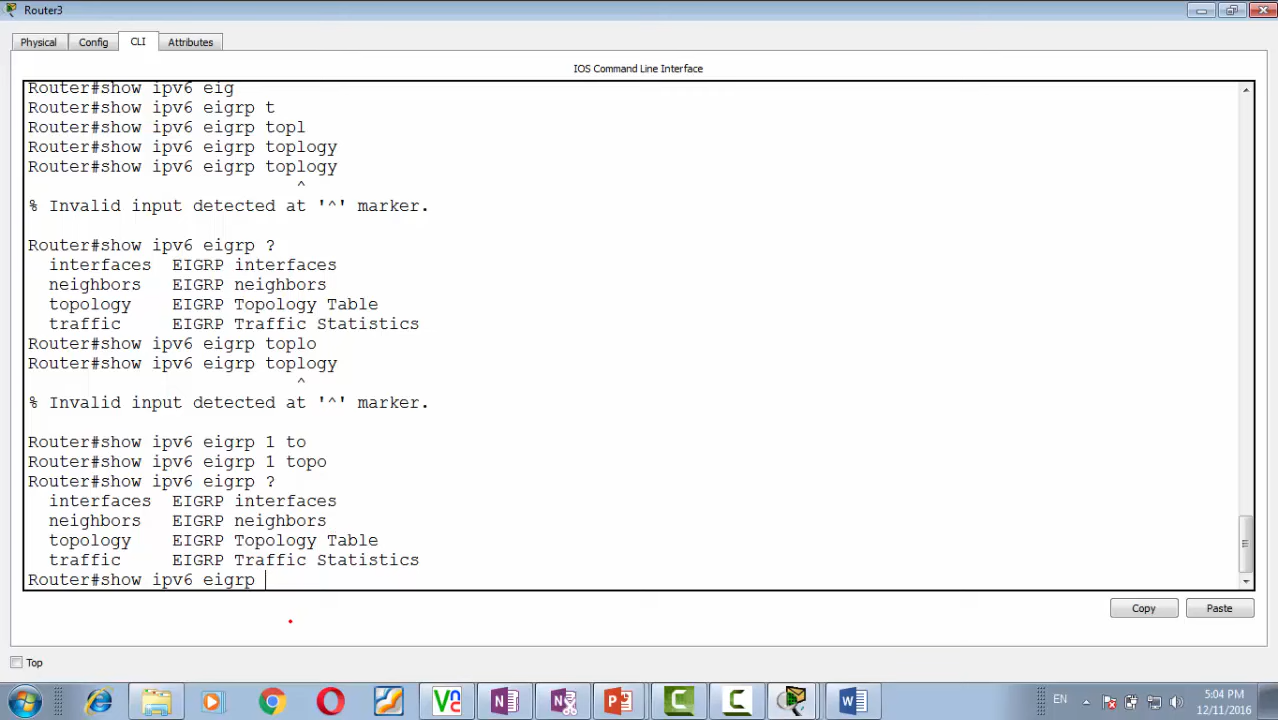 Router3
Physical Config CLI Attributes
IOS Command Line Interface
Router#show ipv6 eig
Router#show ipv6 eigrp t
Router#show ipv6 eigrp topl
Router#show ipv6 eigrp toplogy
Router#show ipv6 eigrp toplogy
^
% Invalid input detected at '^' marker.
Router#show ipv6 eigrp ?
interfaces EIGRP interfaces
neighbors EIGRP neighbors
topology EIGRP Topology Table
traffic EIGRP Traffic Statistics
Router#show ipv6 eigrp toplo
Router#show ipv6 eigrp toplogy
^
% Invalid input detected at '^' marker.
Router#show ipv6 eigrp 1 to
Router#show ipv6 eigrp 1 topo
Router#show ipv6 eigrp ?
interfaces EIGRP interfaces
neighbors EIGRP neighbors
topology EIGRP Topology Table
traffic EIGRP Traffic Statistics
Router#show ipv6 eigrp
Copy Paste
Top
EN
5:04 PM
12/11/2016